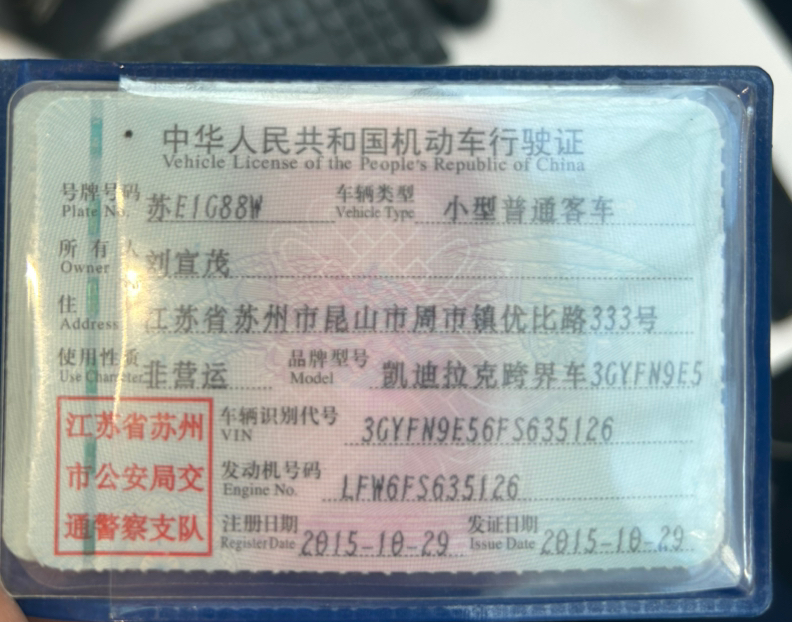 中华人民共和国机动车行驶证
Vehicle License of the People's Republic of China
号牌号码 Plate No. 苏E1G88W 车辆类型 Vehicle Type 小型普通客车
所有人 Owner 刘宣茂
住址 Address 江苏省苏州市昆山市周市镇优比路333号
使用性质 Use Character 非营运 品牌型号 Model 凯迪拉克跨界车3GYFN9E5
江苏省苏州
市公安局交
通警察支队
车辆识别代号 VIN 3GYFN9E56FS635126
发动机号码 Engine No. LFW6FS635126
注册日期 Register Date 2015-10-29 发证日期 Issue Date 2015-10-29